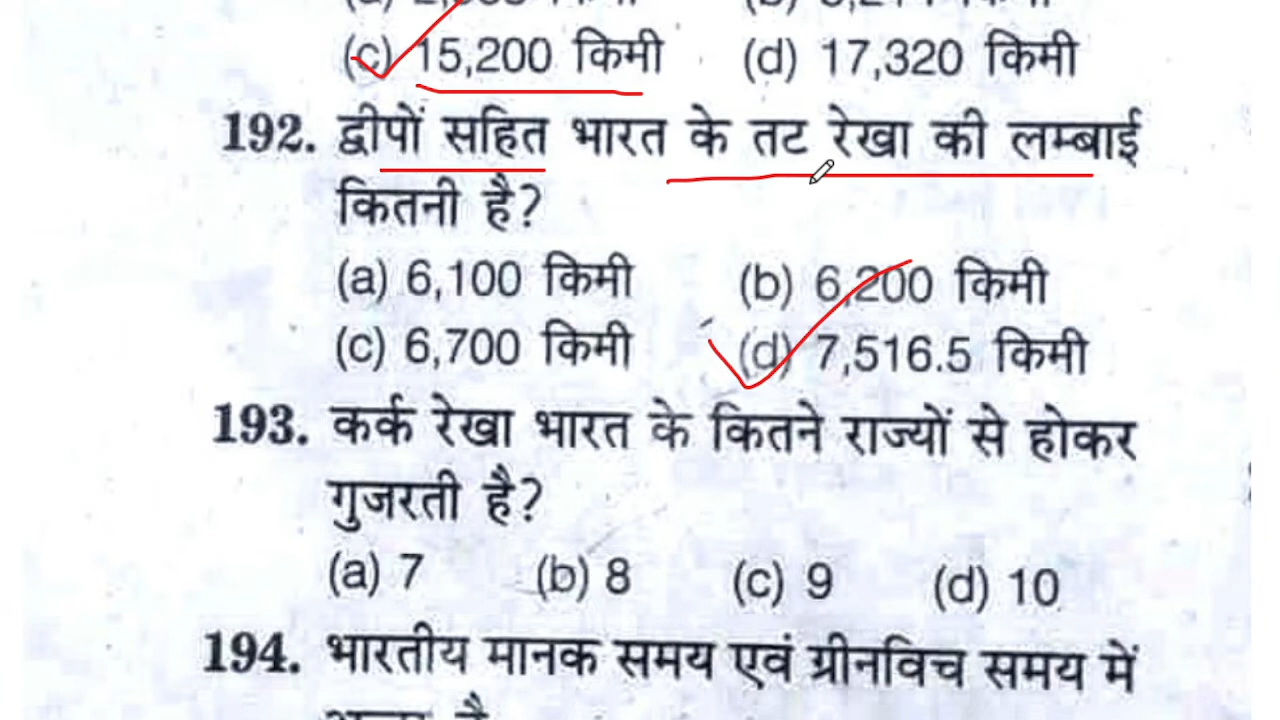 (c) 15,200 किमी (d) 17,320 किमी
192. द्वीपों सहित भारत के तट रेखा की लम्बाई
कितनी है?
(a) 6,100 किमी (b) 6,200 किमी
(c) 6,700 किमी (d) 7,516.5 किमी
193. कर्क रेखा भारत के कितने राज्यों से होकर
गुजरती है?
(a) 7 (b) 8 (c) 9 (d) 10
194. भारतीय मानक समय एवं ग्रीनविच समय में